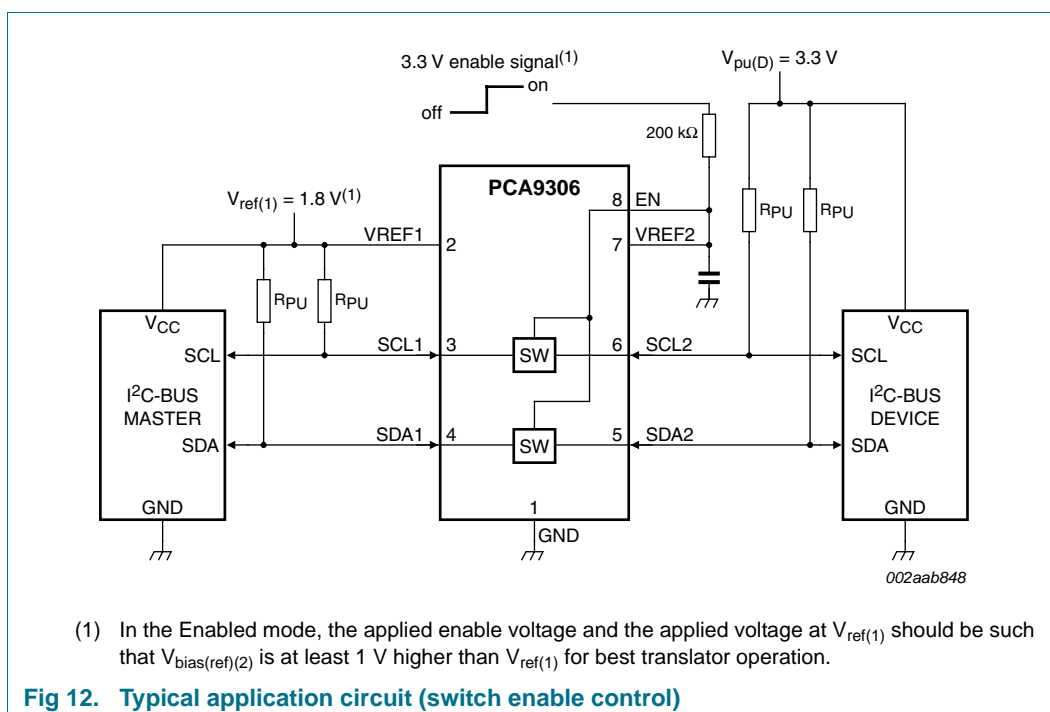 3.3 V enable signal(1)
on
off
Vpu(D) = 3.3 V
200 kΩ
PCA9306
Vref(1) = 1.8 V(1)
8 EN
RPU RPU
VREF1 2
7 VREF2
RPU RPU
VCC
VCC
SCL
SCL1 3
SW
6 SCL2
SCL
I2C-BUS
MASTER
I2C-BUS
DEVICE
SDA
SDA1 4
SW
5 SDA2
SDA
GND
1
GND
GND
002aab848
(1) In the Enabled mode, the applied enable voltage and the applied voltage at Vref(1) should be such
that Vbias(ref)(2) is at least 1 V higher than Vref(1) for best translator operation.
Fig 12. Typical application circuit (switch enable control)